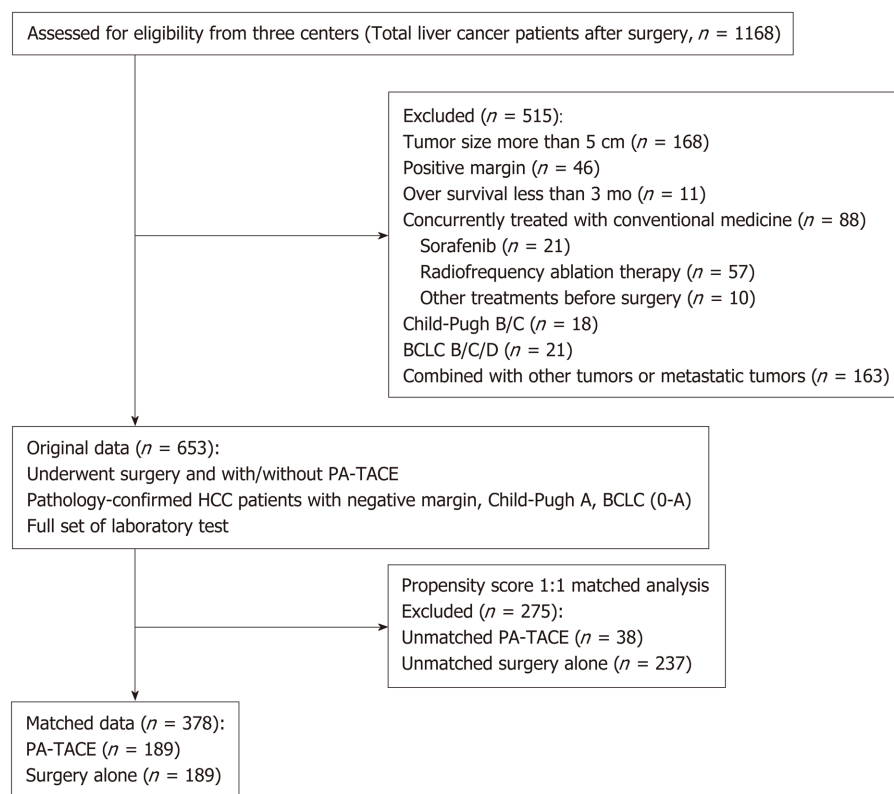 Assessed for eligibility from three centers (Total liver cancer patients after surgery, n = 1168)
Excluded (n = 515):
Tumor size more than 5 cm (n = 168)
Positive margin (n = 46)
Over survival less than 3 mo (n = 11)
Concurrently treated with conventional medicine (n = 88)
Sorafenib (n = 21)
Radiofrequency ablation therapy (n = 57)
Other treatments before surgery (n = 10)
Child-Pugh B/C (n = 18)
BCLC B/C/D (n = 21)
Combined with other tumors or metastatic tumors (n = 163)
Original data (n = 653):
Underwent surgery and with/without PA-TACE
Pathology-confirmed HCC patients with negative margin, Child-Pugh A, BCLC (0-A)
Full set of laboratory test
Propensity score 1:1 matched analysis
Excluded (n = 275):
Unmatched PA-TACE (n = 38)
Unmatched surgery alone (n = 237)
Matched data (n = 378):
PA-TACE (n = 189)
Surgery alone (n = 189)